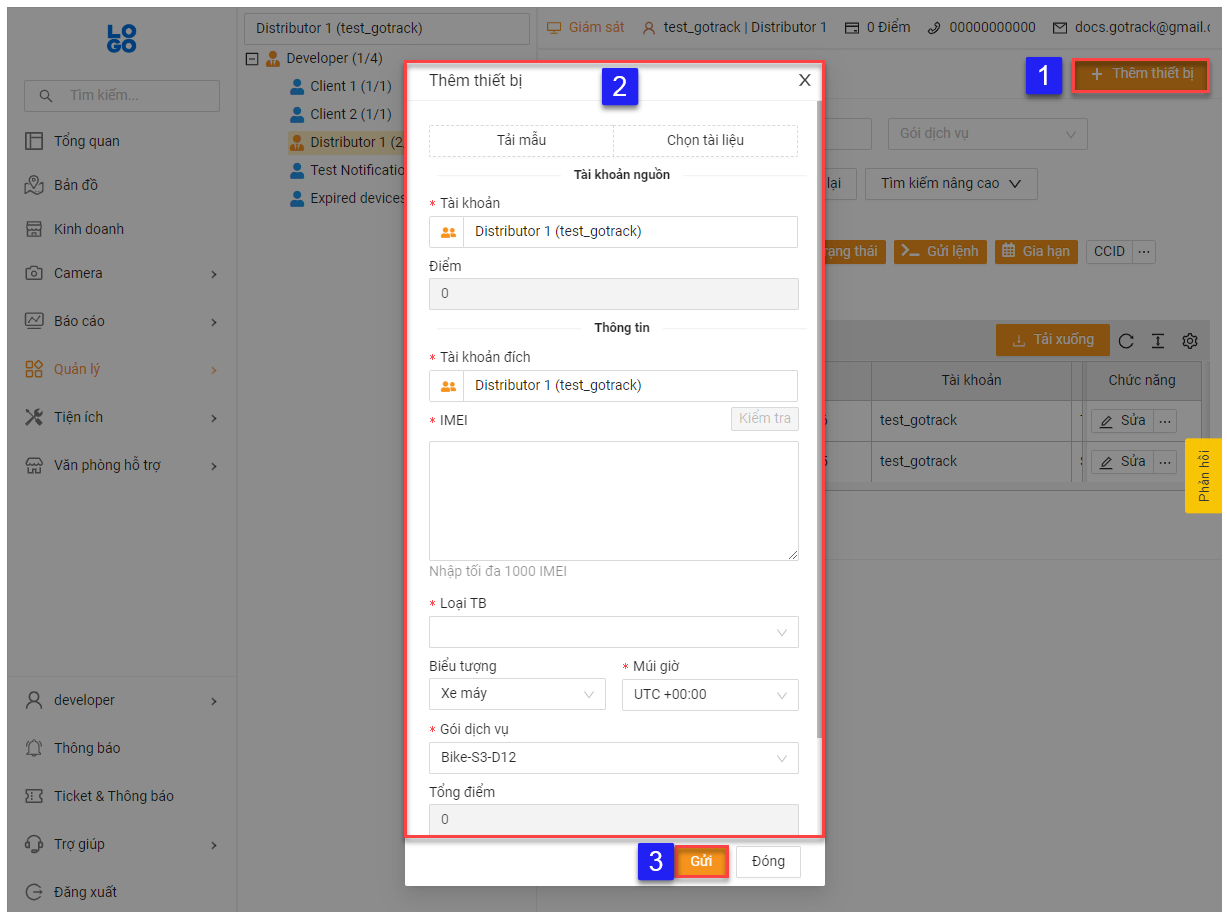 LO
GO
Tìm kiếm...
Tổng quan
Bản đồ
Kinh doanh
Camera
Báo cáo
Quản lý
Tiện ích
Văn phòng hỗ trợ
developer
Thông báo
Ticket & Thông báo
Trợ giúp
Đăng xuất
Distributor 1 (test_gotrack)
Developer (1/4)
Client 1 (1/1)
Client 2 (1/1)
Distributor 1 (2
Test Notificatio
Expired devices
Giám sát
test_gotrack | Distributor 1
0 Điểm
00000000000
docs.gotrack@gmail.c
1
+ Thêm thiết bị
Gói dịch vụ
lại
Tìm kiếm nâng cao
rạng thái
Gửi lệnh
Gia hạn
CCID
...
Tải xuống
Tài khoản
Chức năng
test_gotrack
Sửa
...
test_gotrack
Sửa
...
Phản hồi
Thêm thiết bị
2
X
Tải mẫu
Chọn tài liệu
Tài khoản nguồn
* Tài khoản
Distributor 1 (test_gotrack)
Điểm
0
Thông tin
* Tài khoản đích
Distributor 1 (test_gotrack)
* IMEI
Kiểm tra
Nhập tối đa 1000 IMEI
* Loại TB
Biểu tượng
* Múi giờ
Xe máy
UTC +00:00
* Gói dịch vụ
Bike-S3-D12
Tổng điểm
0
3
Gửi
Đóng